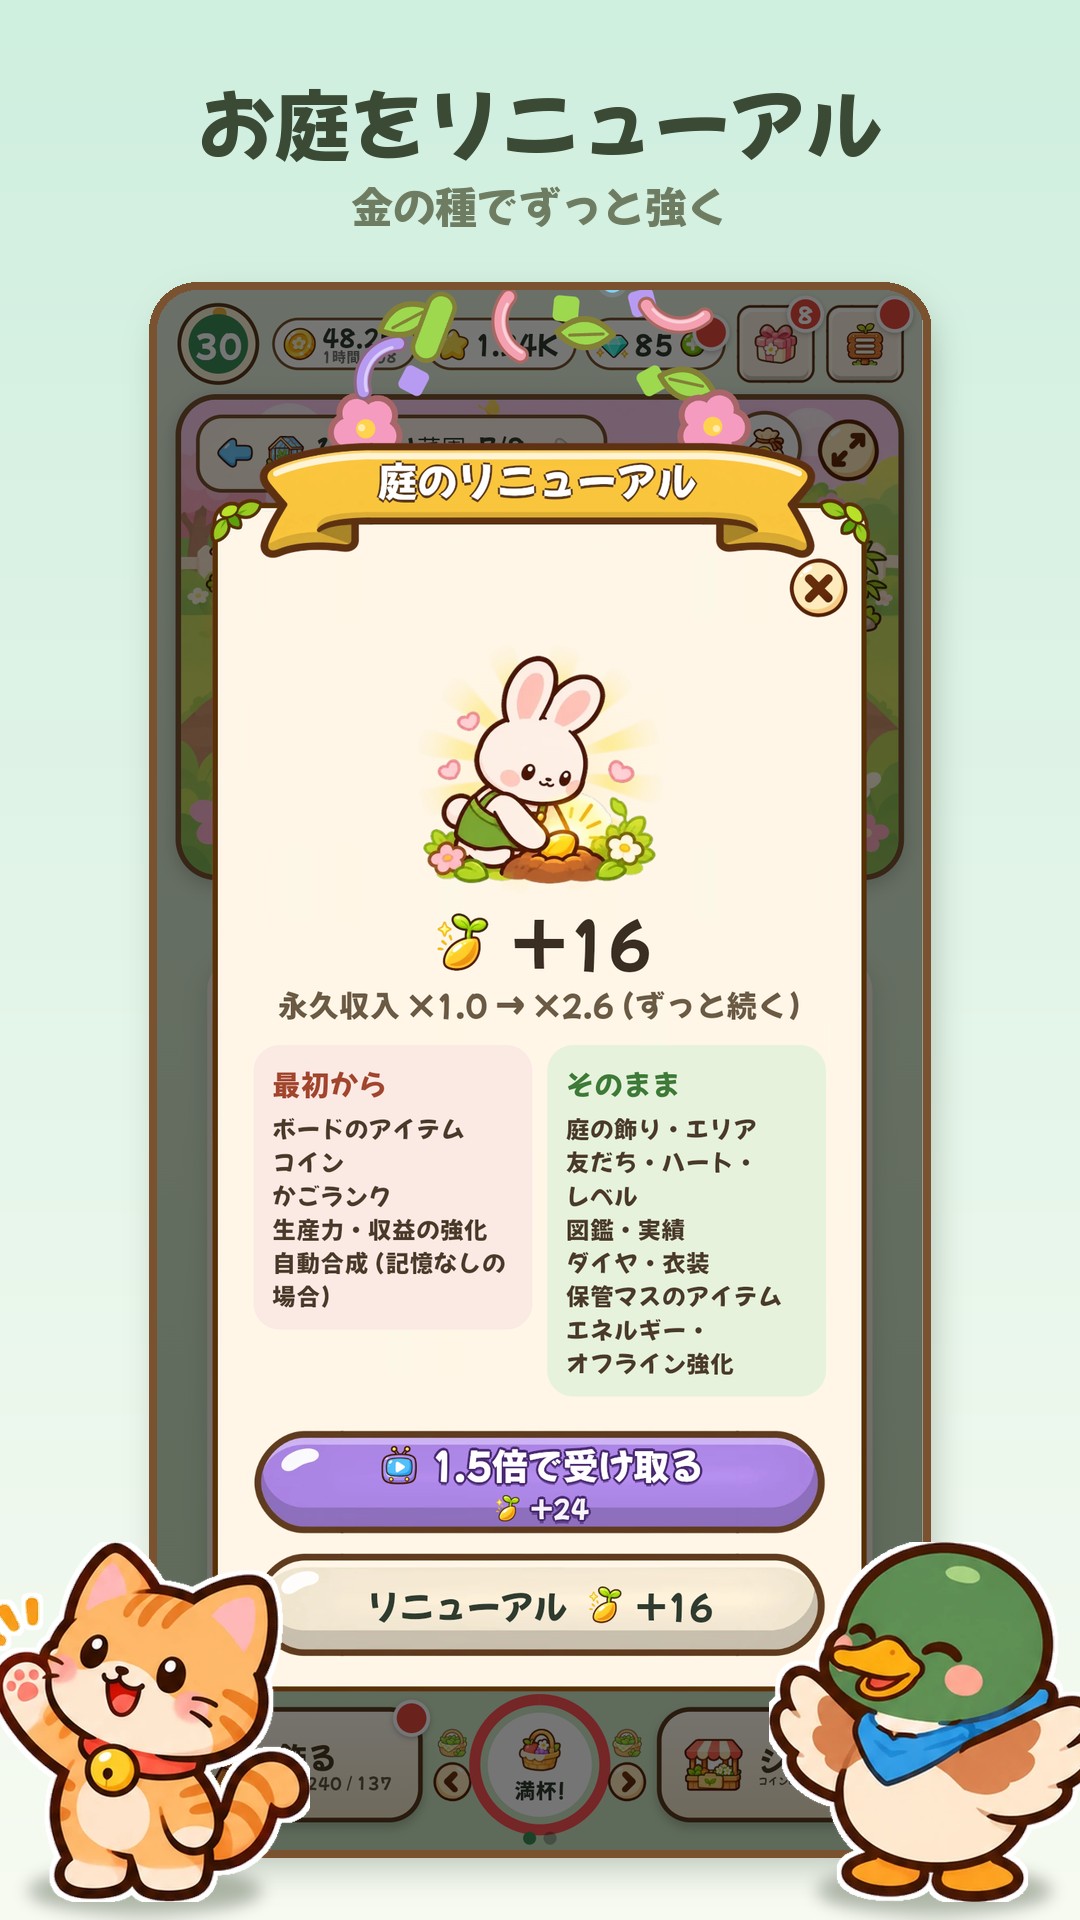 お庭をリニューアル
金の種でずっと強く
30
85
8
庭のリニューアル
+16
永久収入 ×1.0 → ×2.6 (ずっと続く)
最初から
ボードのアイテム
コイン
かごランク
生産力・収益の強化
自動合成 (記憶なしの
場合)
そのまま
庭の飾り・エリア
友だち・ハート・
レベル
図鑑・実績
ダイヤ・衣装
保管マスのアイテム
エネルギー・
オフライン強化
1.5倍で受け取る
+24
リニューアル +16
240 / 137
満杯!